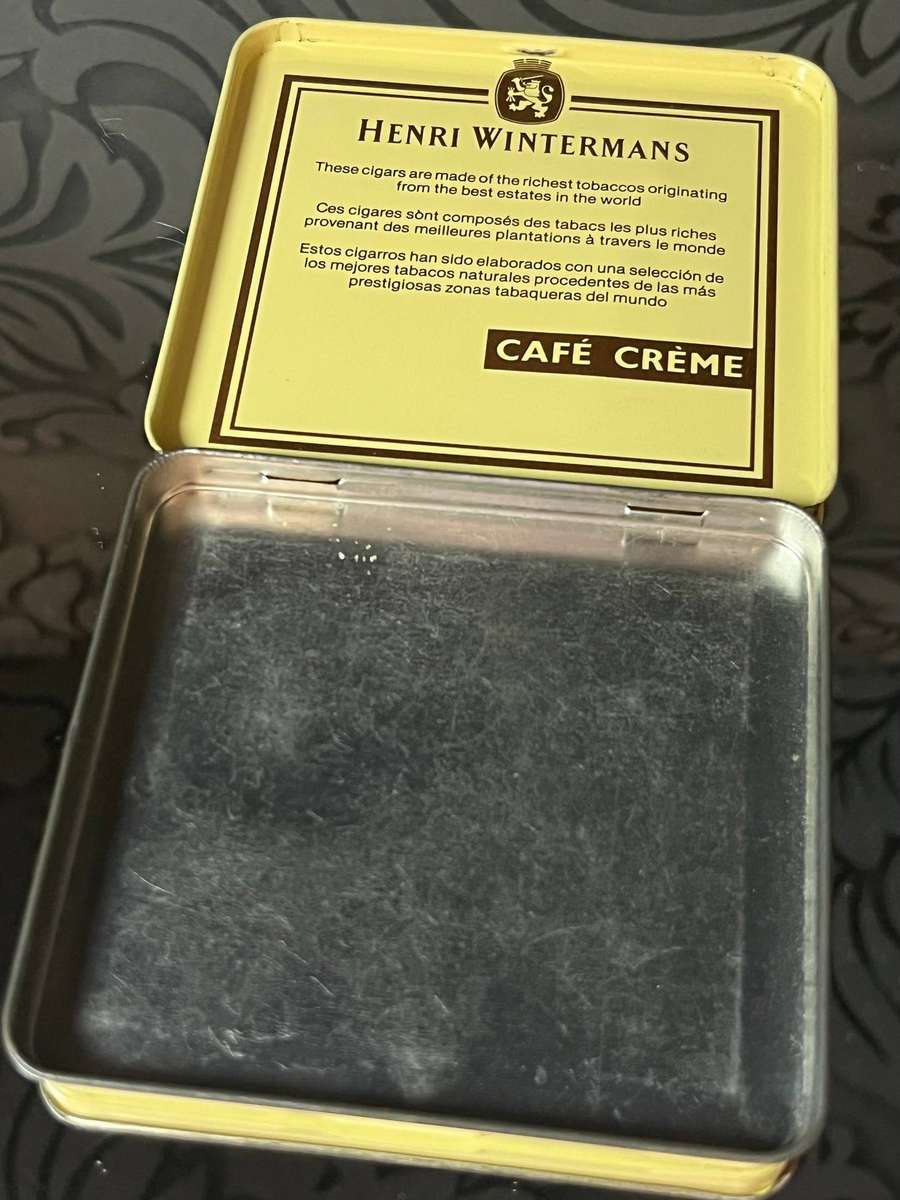 HENRI WINTERMANS
These cigars are made of the richest tobaccos originating
from the best estates in the world
Ces cigares sònt composés des tabacs les plus riches
provenant des meilleures plantations à travers le monde
Estos cigarros han sido elaborados con una selección de
los mejores tabacos naturales procedentes de las más
prestigiosas zonas tabaqueras del mundo
CAFÉ CRÈME